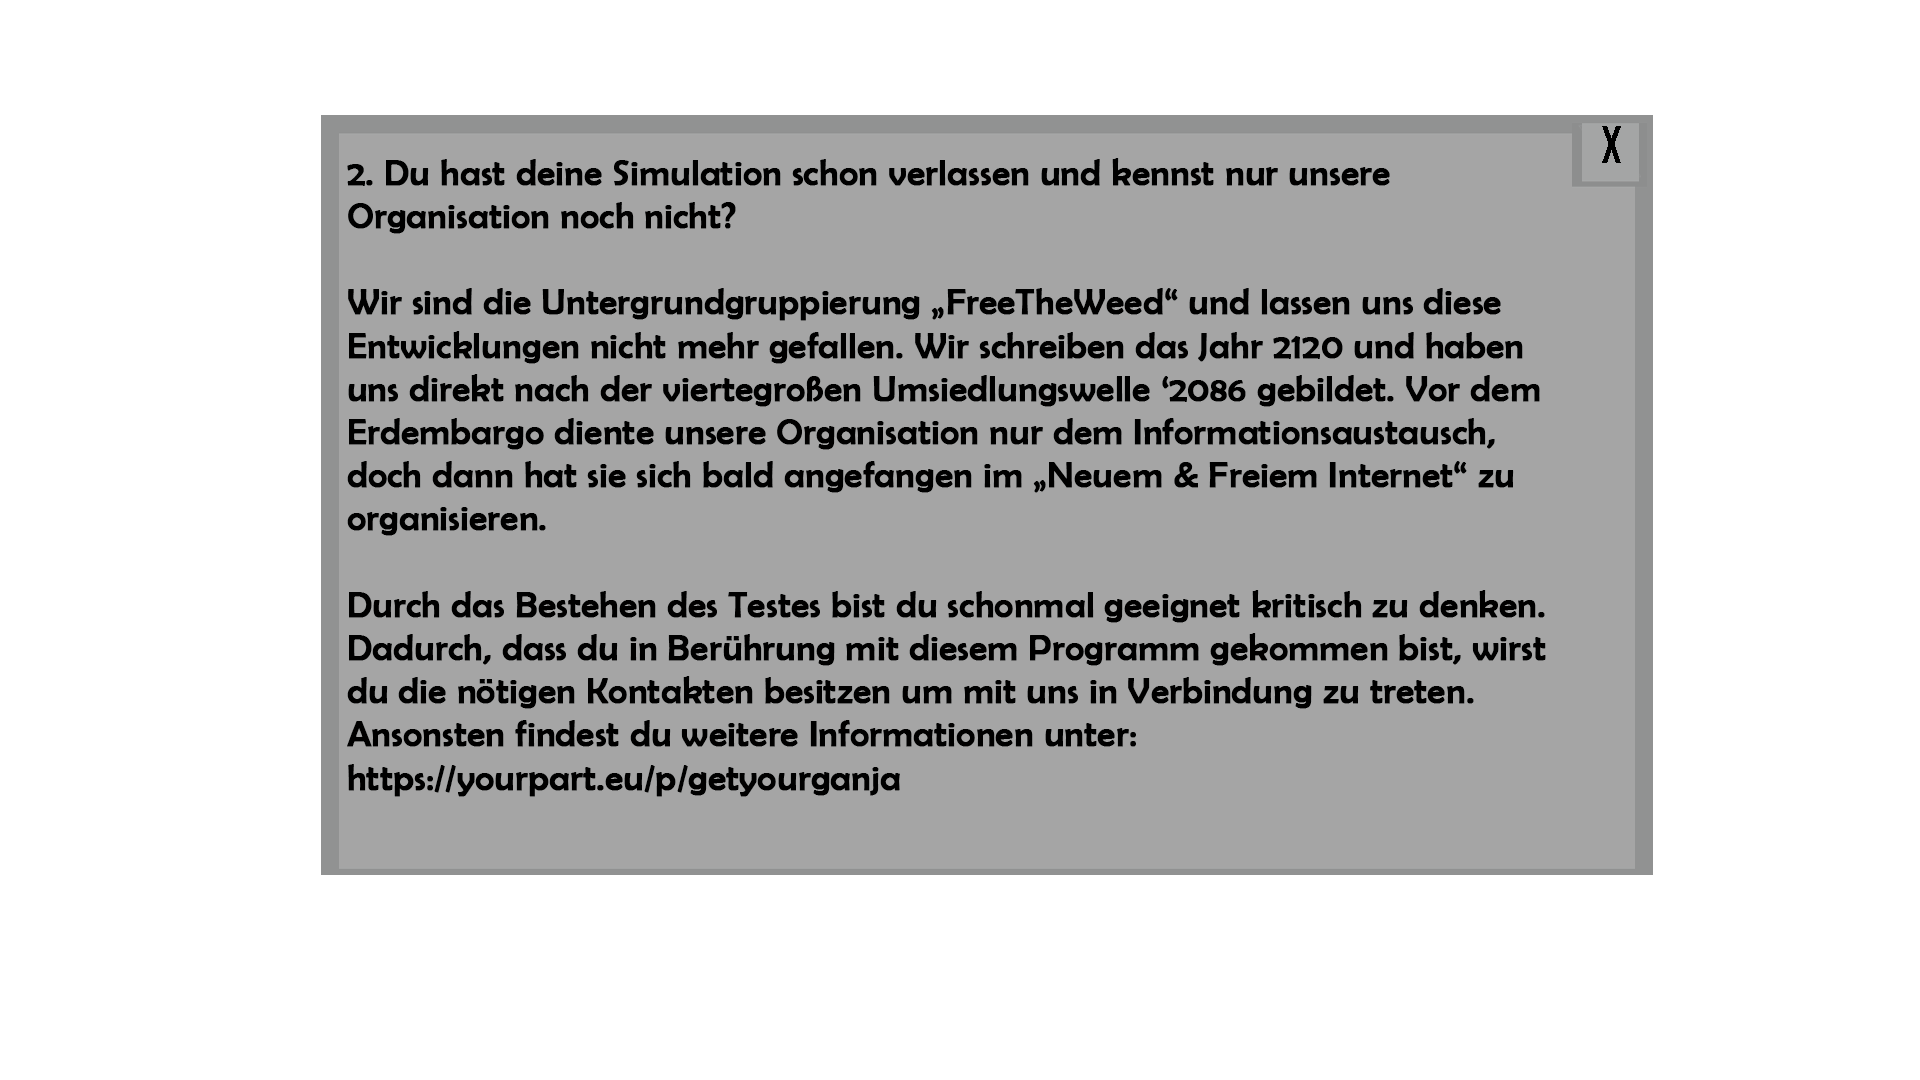 X
2. Du hast deine Simulation schon verlassen und kennst nur unsere
Organisation noch nicht?
Wir sind die Untergrundgruppierung „FreeTheWeed“ und lassen uns diese
Entwicklungen nicht mehr gefallen. Wir schreiben das Jahr 2120 und haben
uns direkt nach der viertegroßen Umsiedlungswelle ‘2086 gebildet. Vor dem
Erdembargo diente unsere Organisation nur dem Informationsaustausch,
doch dann hat sie sich bald angefangen im „Neuem & Freiem Internet“ zu
organisieren.
Durch das Bestehen des Testes bist du schonmal geeignet kritisch zu denken.
Dadurch, dass du in Berührung mit diesem Programm gekommen bist, wirst
du die nötigen Kontakten besitzen um mit uns in Verbindung zu treten.
Ansonsten findest du weitere Informationen unter:
https://yourpart.eu/p/getyourganja